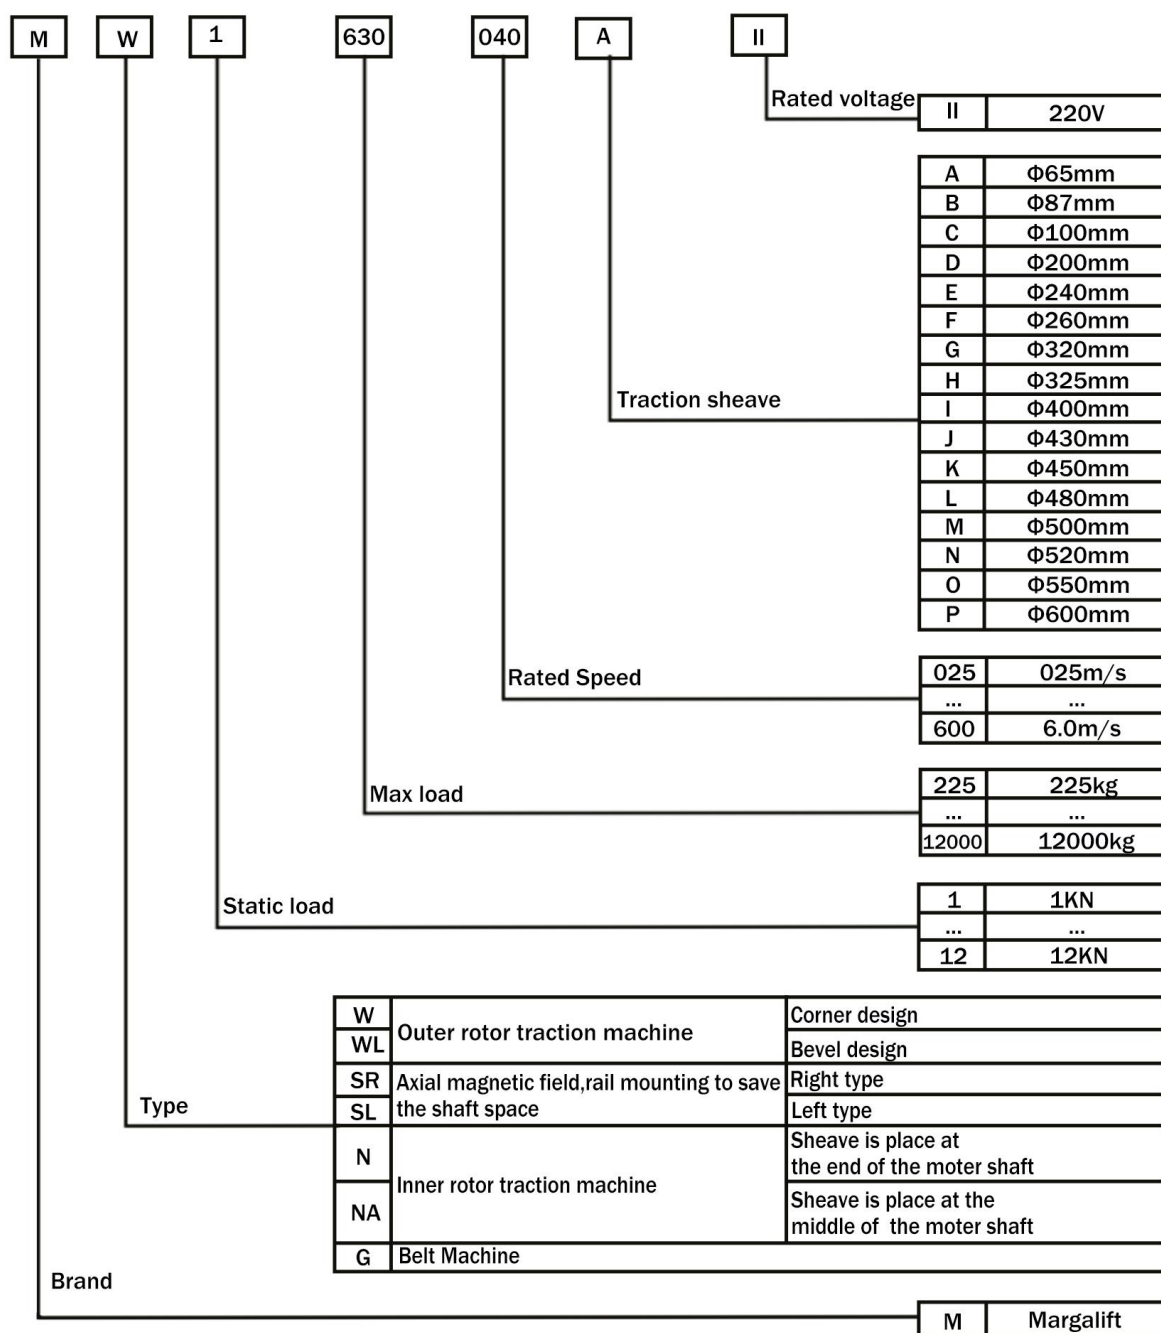 M W 1 630 040 A II
Rated voltage
II 220V
A Φ65mm
B Φ87mm
C Φ100mm
D Φ200mm
E Φ240mm
F Φ260mm
G Φ320mm
H Φ325mm
Traction sheave
I Φ400mm
J Φ430mm
K Φ450mm
L Φ480mm
M Φ500mm
N Φ520mm
O Φ550mm
P Φ600mm
Rated Speed
025 025m/s
... ...
600 6.0m/s
Max load
225 225kg
... ...
12000 12000kg
Static load
1 1KN
... ...
12 12KN
Type
W Outer rotor traction machine Corner design
WL Bevel design
SR Axial magnetic field,rail mounting to save Right type
SL the shaft space Left type
N Inner rotor traction machine Sheave is place at
the end of the moter shaft
NA Sheave is place at the
middle of the moter shaft
G Belt Machine
Brand
M Margalift